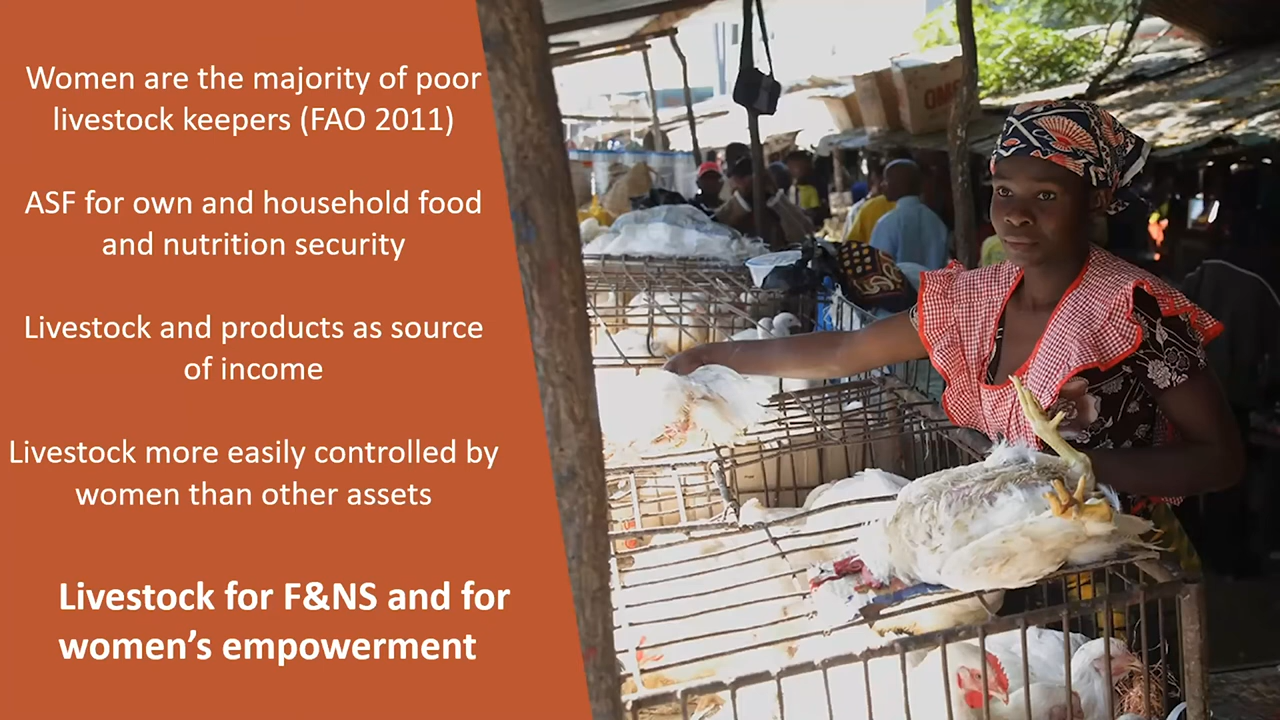 Women are the majority of poor
livestock keepers (FAO 2011)
ASF for own and household food
and nutrition security
Livestock and products as source
of income
Livestock more easily controlled by
women than other assets
Livestock for F&NS and for
women’s empowerment